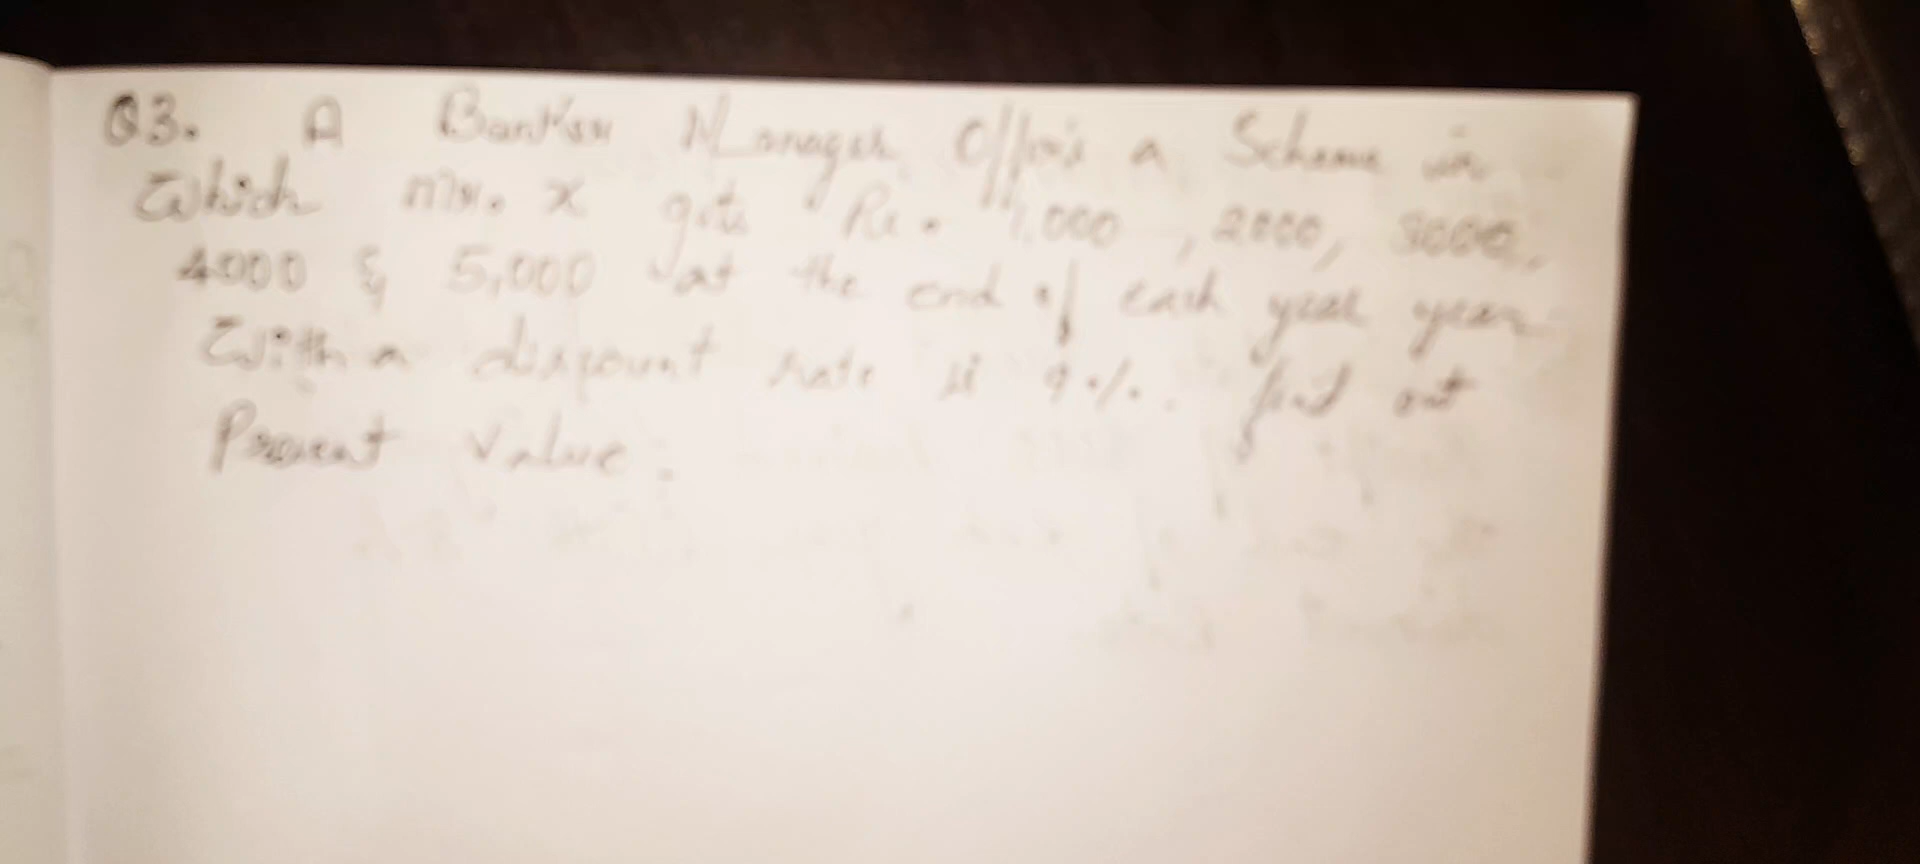 Q3. A Banker Manager Offers a Scheme in
Which mr. x gets Rs. 1.000, 2000, 3000,
4000 & 5,000 at the end of each year year
With a discount rate is 9%. find out
Present Value.